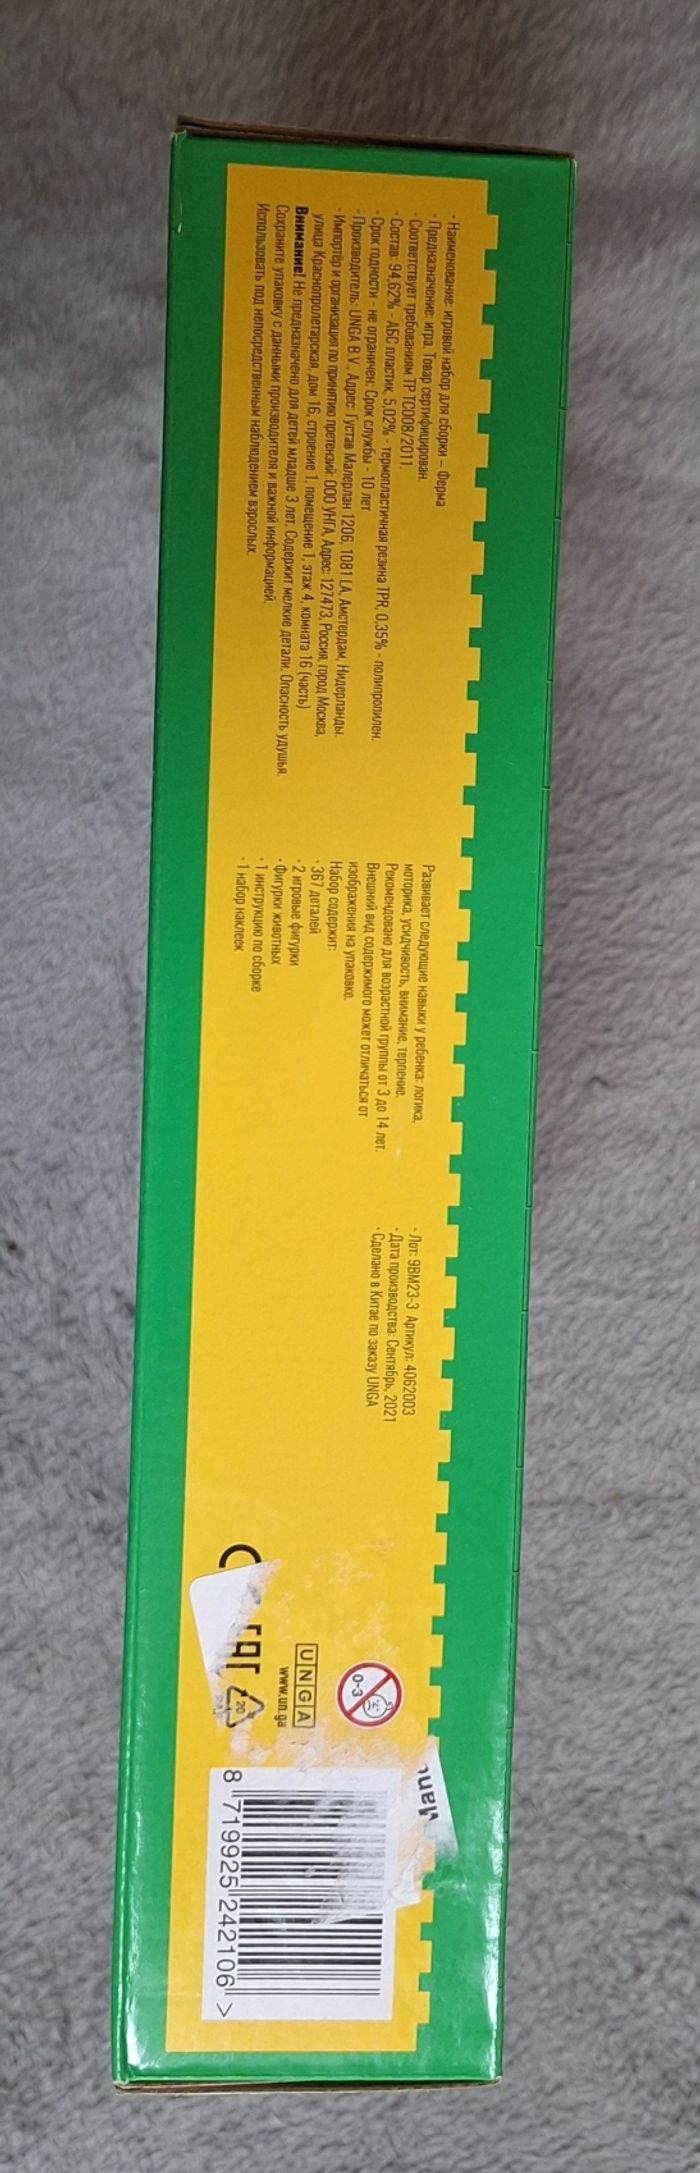 · Наименование: игровой набор для сборки – Ферма
· Предназначение: игра. Товар сертифицирован.
· Соответствует требованиям ТР ТС008/2011.
· Состав: 94,62% - АБС пластик, 5,02% - термопластичная резина TPR, 0,35% - полипропилен.
· Срок годности - не ограничен; Срок службы - 10 лет
· Производитель: UNGA B.V., Адрес: Густав Малерлан 1206, 1081 LA, Амстердам, Нидерланды.
· Импортёр и организация по принятию претензий: ООО УНГА, Адрес: 127473, Россия, город Москва,
улица Краснопролетарская, дом 16, строение 1, помещение 1, этаж 4, комната 16 (часть)
Внимание! Не предназначено для детей младше 3 лет. Содержит мелкие детали. Опасность удушья.
Сохраните упаковку с данными производителя и важной информацией.
Использовать под непосредственным наблюдением взрослых.
Развивает следующие навыки у ребенка: логика,
моторика, усидчивость, внимание, терпение.
Рекомендовано для возрастной группы от 3 до 14 лет.
Внешний вид содержимого может отличаться от
изображения на упаковке.
Набор содержит:
· 367 деталей
· 2 игровые фигурки
· Фигурки животных
· 1 инструкцию по сборке
· 1 набор наклеек
· Лот: 9BM23-3 Артикул: 4062003
· Дата производства: Сентябрь, 2021
· Сделано в Китае по заказу UNGA
0-3
UNGA
www.un.ga
20
8 719925 242106 >